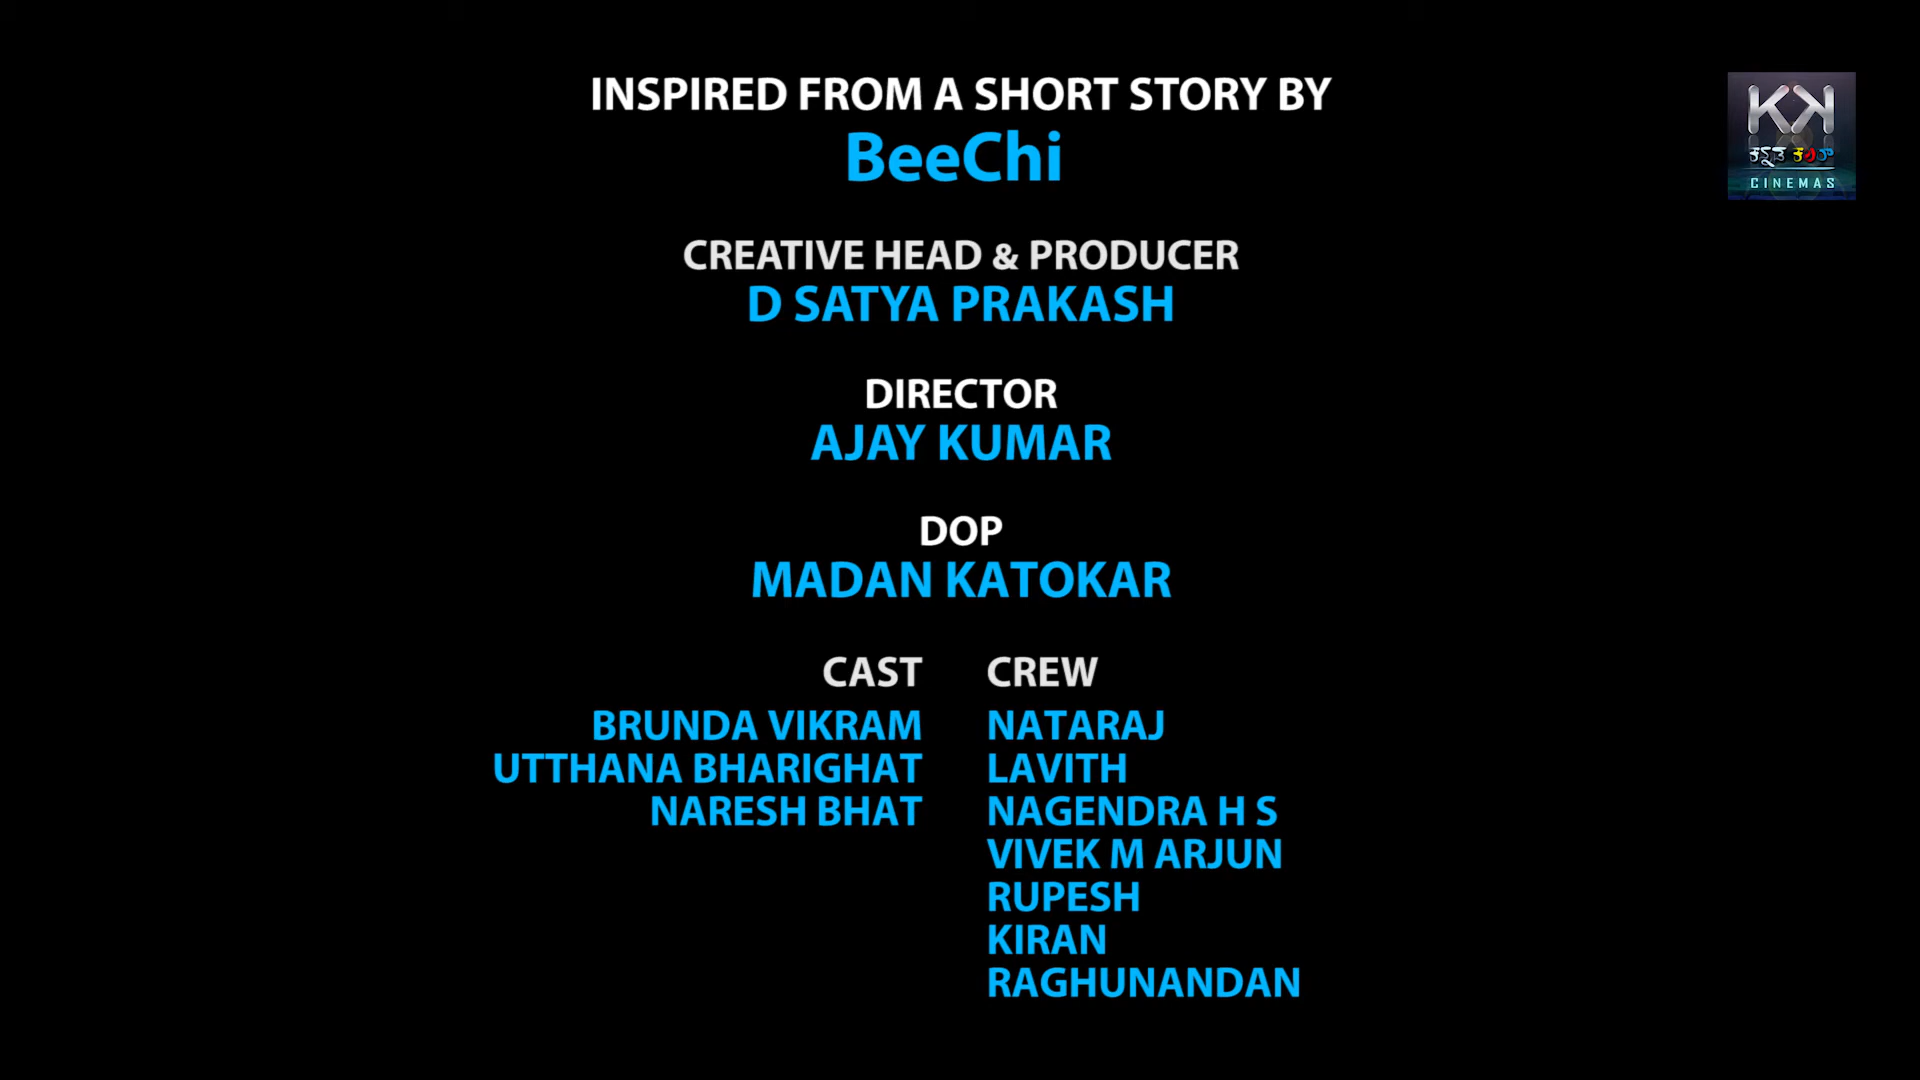 INSPIRED FROM A SHORT STORY BY
BeeChi
CREATIVE HEAD & PRODUCER
D SATYA PRAKASH
DIRECTOR
AJAY KUMAR
DOP
MADAN KATOKAR
CAST
BRUNDA VIKRAM
UTTHANA BHARIGHAT
NARESH BHAT
CREW
NATARAJ
LAVITH
NAGENDRA H S
VIVEK M ARJUN
RUPESH
KIRAN
RAGHUNANDAN
KK
CINEMAS